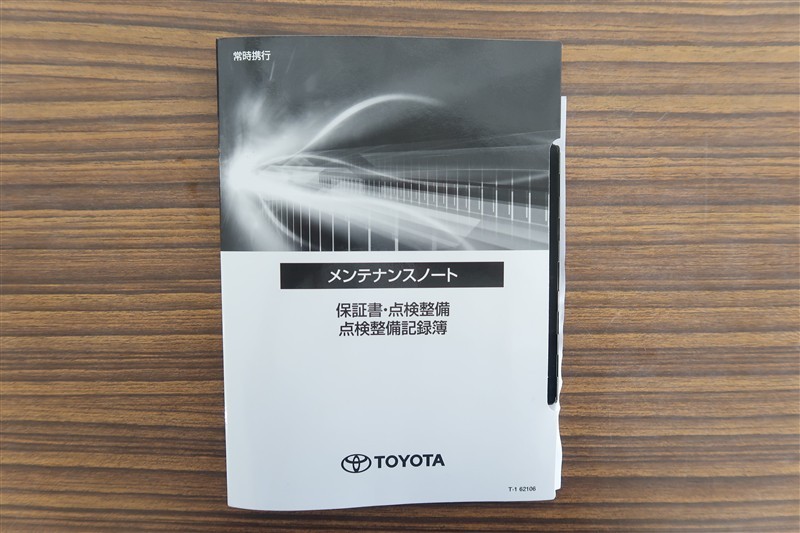 常時携行
メンテナンスノート
保証書・点検整備
点検整備記録簿
TOYOTA
T-1 62106